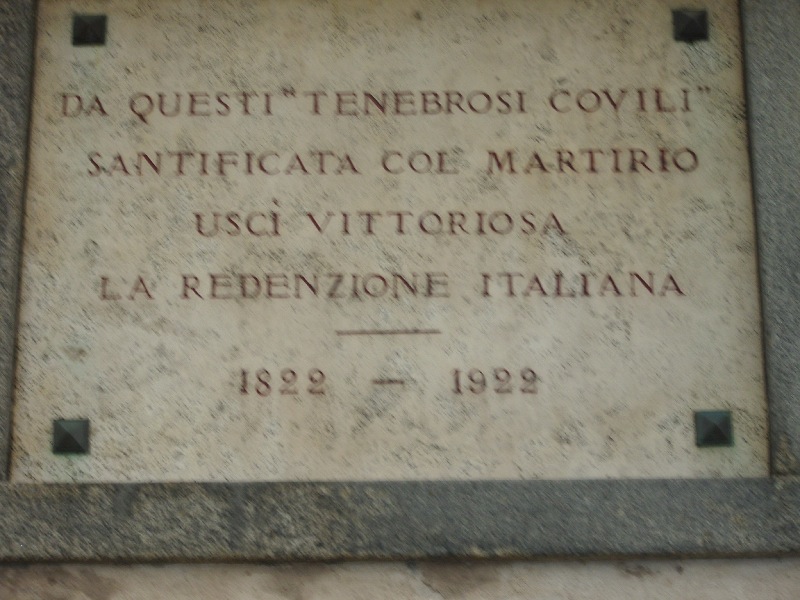 DA QUESTI "TENEBROSI COVILI"
SANTIFICATA COL MARTIRIO
USCÌ VITTORIOSA
LA REDENZIONE ITALIANA
1822 — 1922